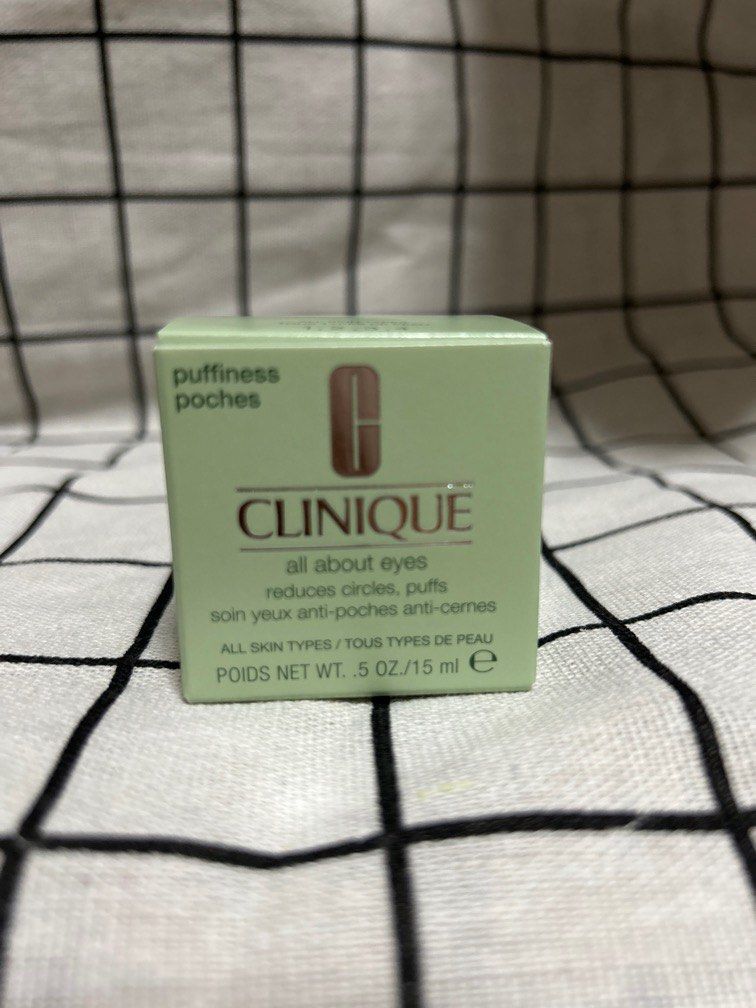 puffiness
poches
C
CLINIQUE
all about eyes
reduces circles, puffs
soin yeux anti-poches anti-cernes
ALL SKIN TYPES / TOUS TYPES DE PEAU
POIDS NET WT. .5 OZ./15 ml ℮